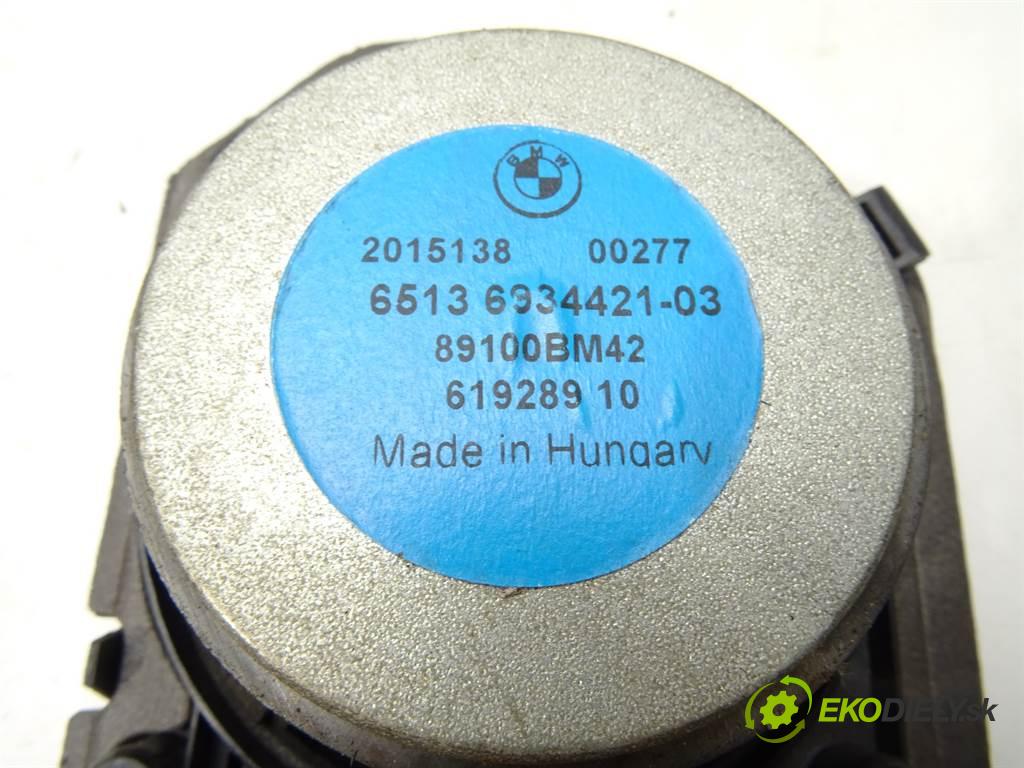 BMW
2015138 00277
6513 6934421-03
89100BM42
619289 10
Made in Hungary
EKODIELY.sk